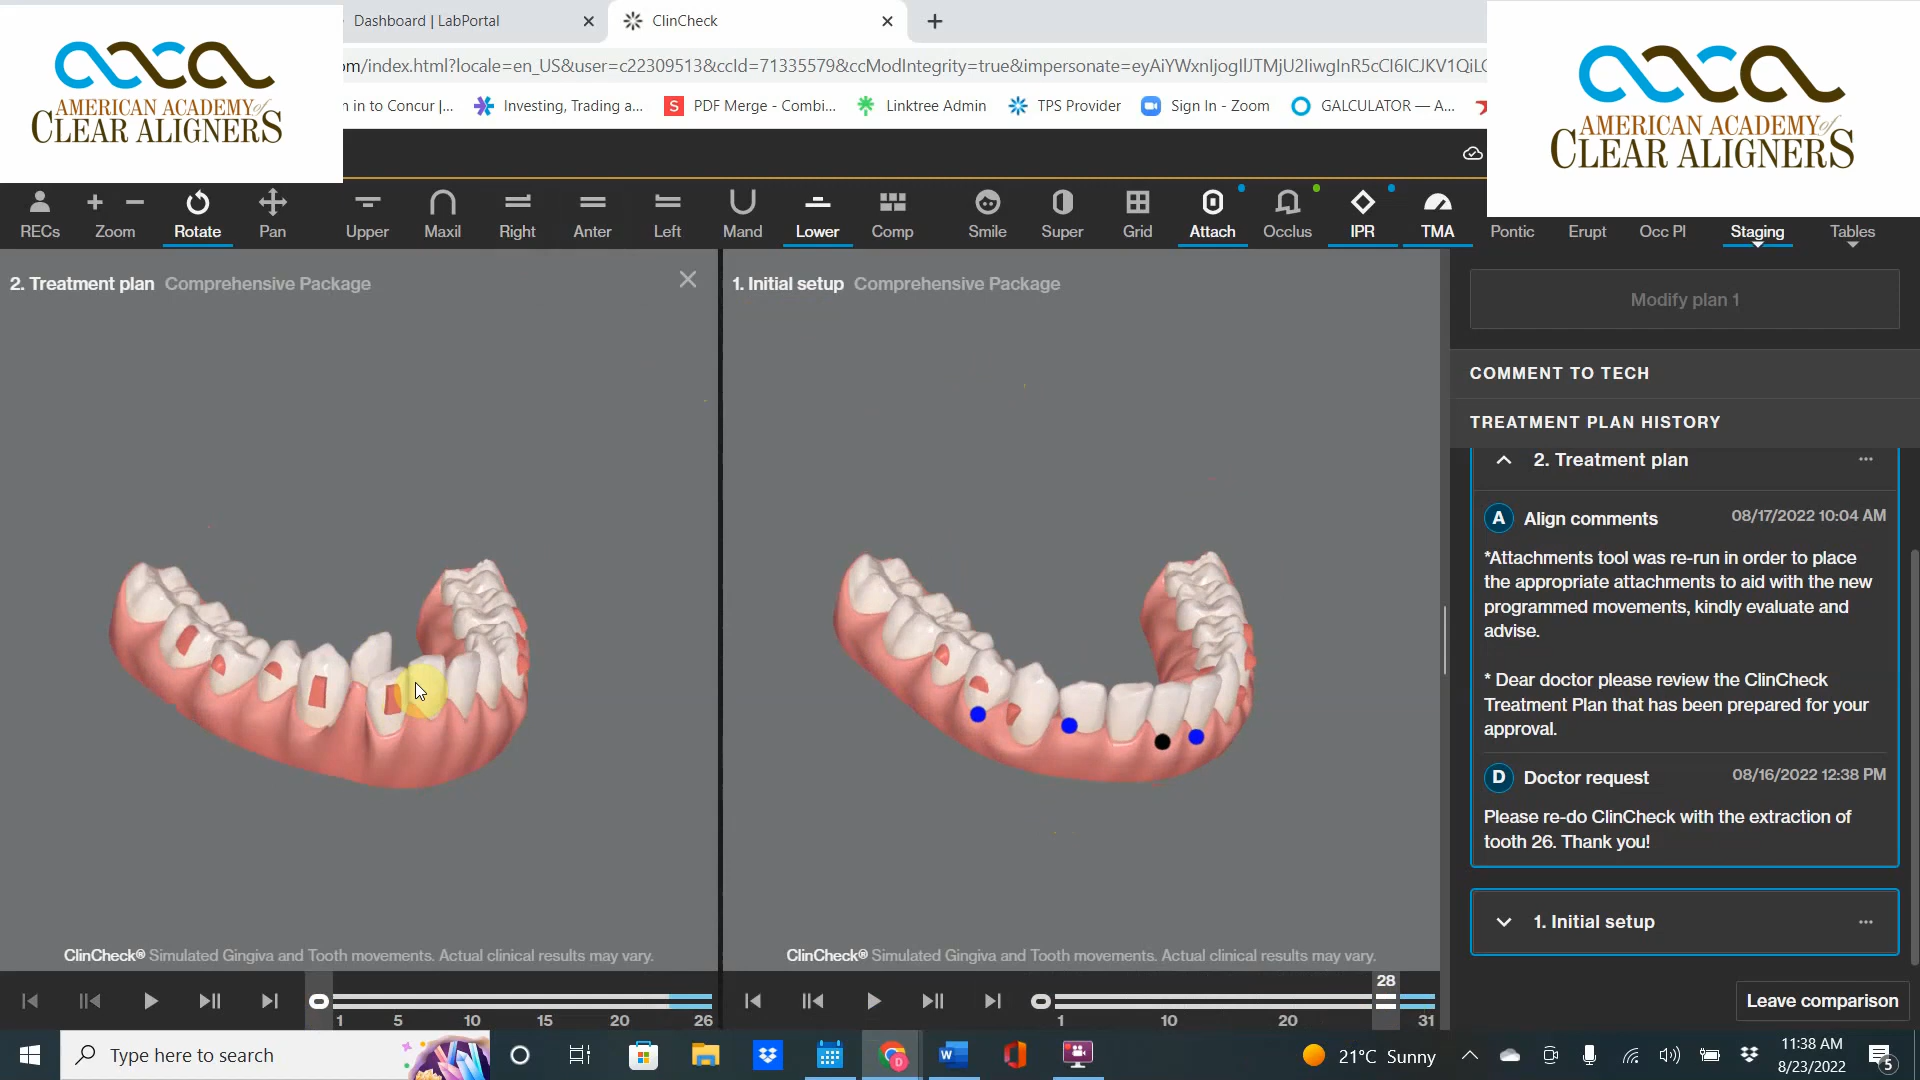 Dashboard | LabPortal
ClinCheck
AMERICAN ACADEMY of
CLEAR ALIGNERS
om/index.html?locale=en_US&user=c22309513&ccId=71335579&ccModIntegrity=true&impersonate=
n in to Concur |...
Investing, Trading a...
PDF Merge - Combi...
Linktree Admin
TPS Provider
Sign In - Zoom
GALCULATOR — A...
AMERICAN ACADEMY of
CLEAR ALIGNERS
RECs
Zoom
Rotate
Pan
Upper
Maxil
Right
Anter
Left
Mand
Lower
Comp
Smile
Super
Grid
Attach
Occlus
IPR
TMA
Pontic
Erupt
Occ Pl
Staging
Tables
2. Treatment plan Comprehensive Package
1. Initial setup Comprehensive Package
Modify plan 1
COMMENT TO TECH
TREATMENT PLAN HISTORY
2. Treatment plan
A Align comments 08/17/2022 10:04 AM
*Attachments tool was re-run in order to place
the appropriate attachments to aid with the new
programmed movements, kindly evaluate and
advise.
* Dear doctor please review the ClinCheck
Treatment Plan that has been prepared for your
approval.
D Doctor request 08/16/2022 12:38 PM
Please re-do ClinCheck with the extraction of
tooth 26. Thank you!
1. Initial setup
ClinCheck® Simulated Gingiva and Tooth movements. Actual clinical results may vary.
ClinCheck® Simulated Gingiva and Tooth movements. Actual clinical results may vary.
1 5 10 15 20 26
28
1 10 20 31
Leave comparison
Type here to search
21°C Sunny
11:38 AM
8/23/2022
5